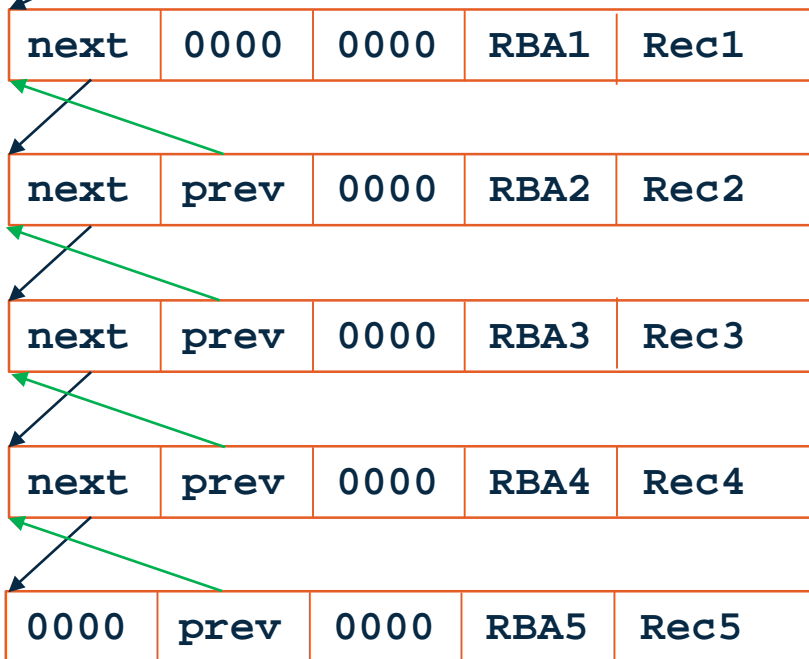 next 0000 0000 RBA1 Rec1
next prev 0000 RBA2 Rec2
next prev 0000 RBA3 Rec3
next prev 0000 RBA4 Rec4
0000 prev 0000 RBA5 Rec5